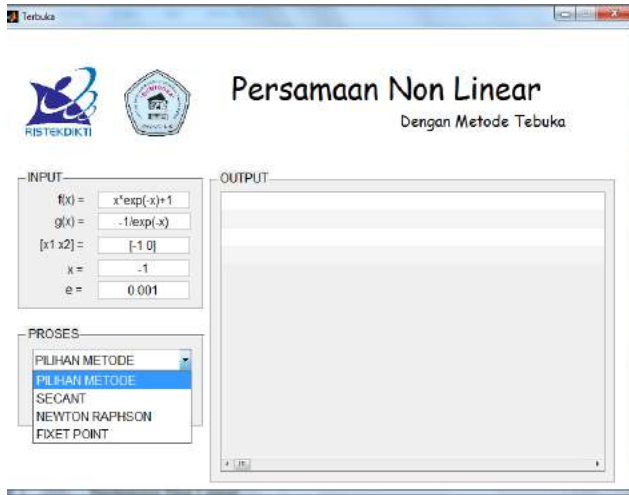 Terbuka
RISTEKDIKTI
Persamaan Non Linear
Dengan Metode Tebuka
INPUT
f(x) = x*exp(-x)+1
g(x) = -1/exp(-x)
[x1 x2] = [-1 0]
x = -1
e = 0.001
PROSES
PILIHAN METODE
PILIHAN METODE
SECANT
NEWTON RAPHSON
FIXET POINT
OUTPUT